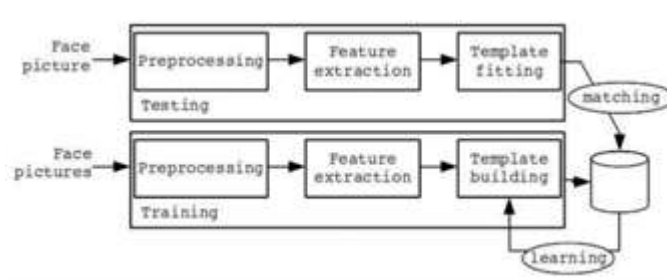 Face
picture
Preprocessing
Feature
extraction
Template
fitting
Testing
matching
Face
pictures
Preprocessing
Feature
extraction
Template
building
Training
learning